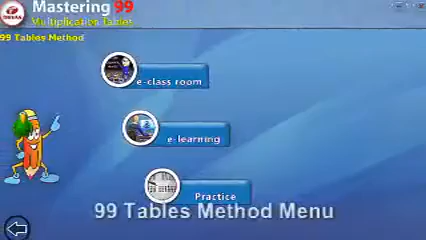 Mastering 99
Multiplication Tables
99 Tables Method
e-class room
e-learning
Practice
99 Tables Method Menu